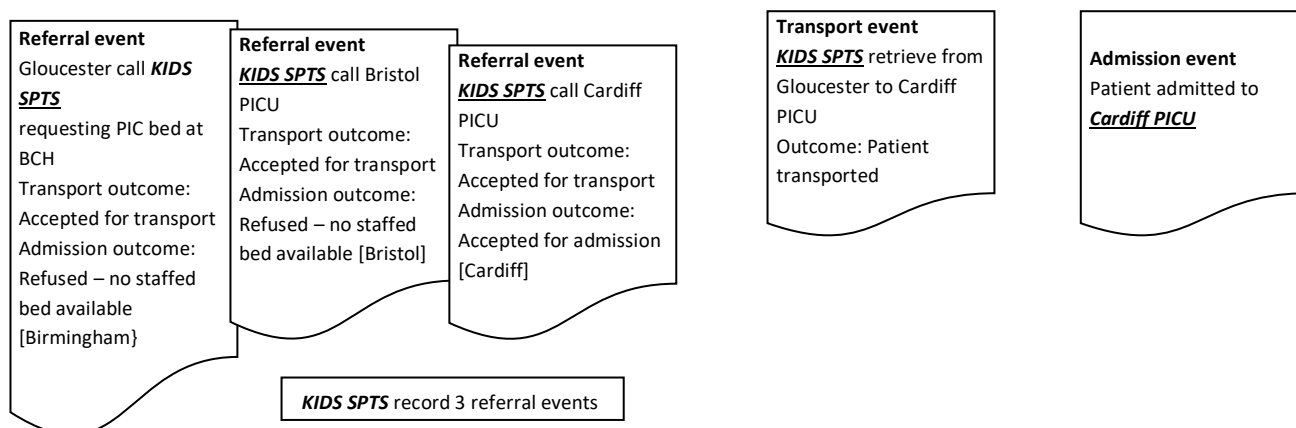 Referral event
Gloucester call KIDS
SPTS
requesting PIC bed at
BCH
Transport outcome:
Accepted for transport
Admission outcome:
Refused – no staffed
bed available
[Birmingham}
Referral event
KIDS SPTS call Bristol
PICU
Transport outcome:
Accepted for transport
Admission outcome:
Refused – no staffed
bed available [Bristol]
Referral event
KIDS SPTS call Cardiff
PICU
Transport outcome:
Accepted for transport
Admission outcome:
Accepted for admission
[Cardiff]
KIDS SPTS record 3 referral events
Transport event
KIDS SPTS retrieve from
Gloucester to Cardiff
PICU
Outcome: Patient
transported
Admission event
Patient admitted to
Cardiff PICU